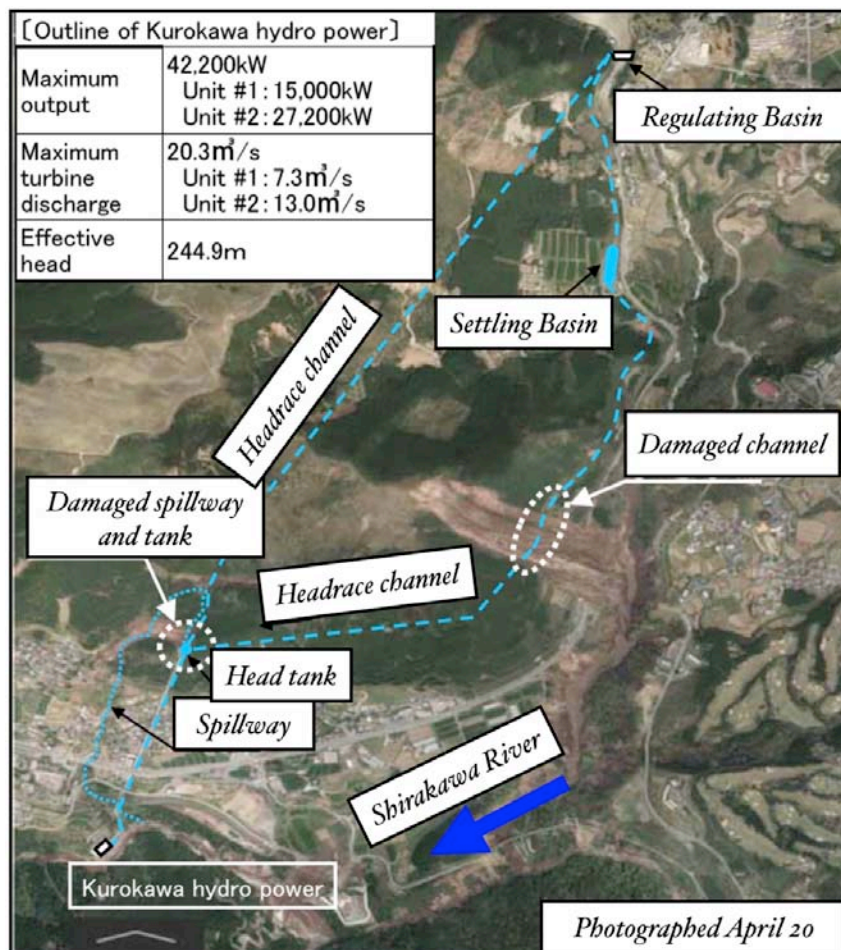 〔Outline of Kurokawa hydro power〕
Maximum
output
42,200kW
Unit #1: 15,000kW
Unit #2: 27,200kW
Maximum
turbine
discharge
20.3㎥/s
Unit #1: 7.3㎥/s
Unit #2: 13.0㎥/s
Effective
head
244.9m
Regulating Basin
Settling Basin
Headrace channel
Damaged channel
Damaged spillway
and tank
Headrace channel
Head tank
Spillway
Shirakawa River
Kurokawa hydro power
Photographed April 20